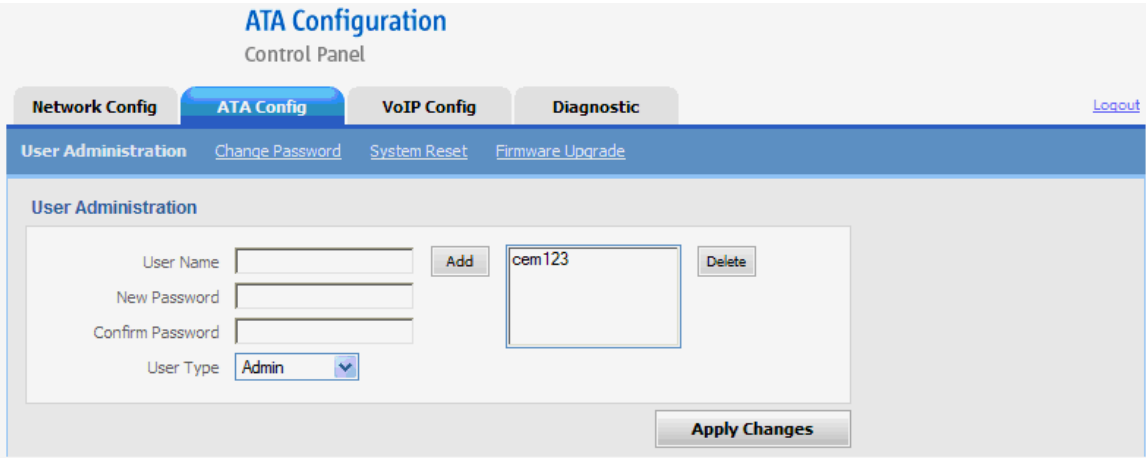 ATA Configuration
Control Panel
Network Config ATA Config VoIP Config Diagnostic Logout
User Administration Change Password System Reset Firmware Upgrade
User Administration
User Name Add cem123 Delete
New Password
Confirm Password
User Type Admin
Apply Changes